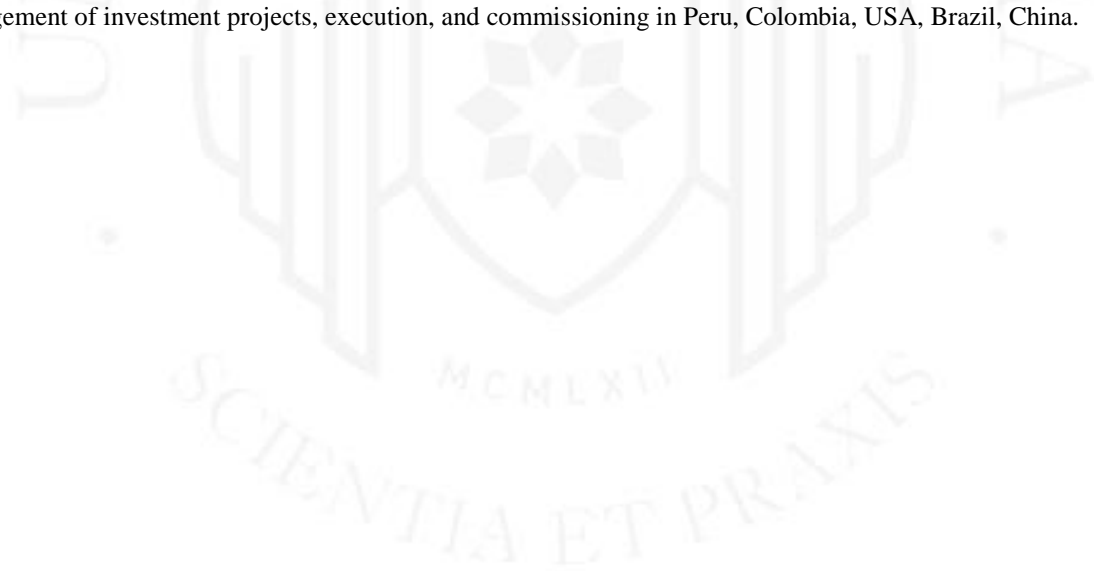 gement of investment projects, execution, and commissioning in Peru, Colombia, USA, Brazil, China.
U A
MCMLXII
SCIENTIA ET PRAXIS